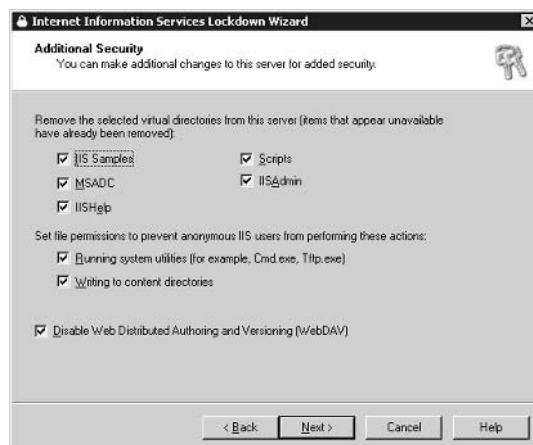 Internet Information Services Lockdown Wizard
Additional Security
You can make additional changes to this server for added security.
Remove the selected virtual directories from this server (items that appear unavailable
have already been removed):
IIS Samples
Scripts
MSADC
IISAdmin
IISHelp
Set file permissions to prevent anonymous IIS users from performing these actions:
Running system utilities (for example, Cmd.exe, Tftp.exe)
Writing to content directories
Disable Web Distributed Authoring and Versioning (WebDAV)
< Back
Next >
Cancel
Help